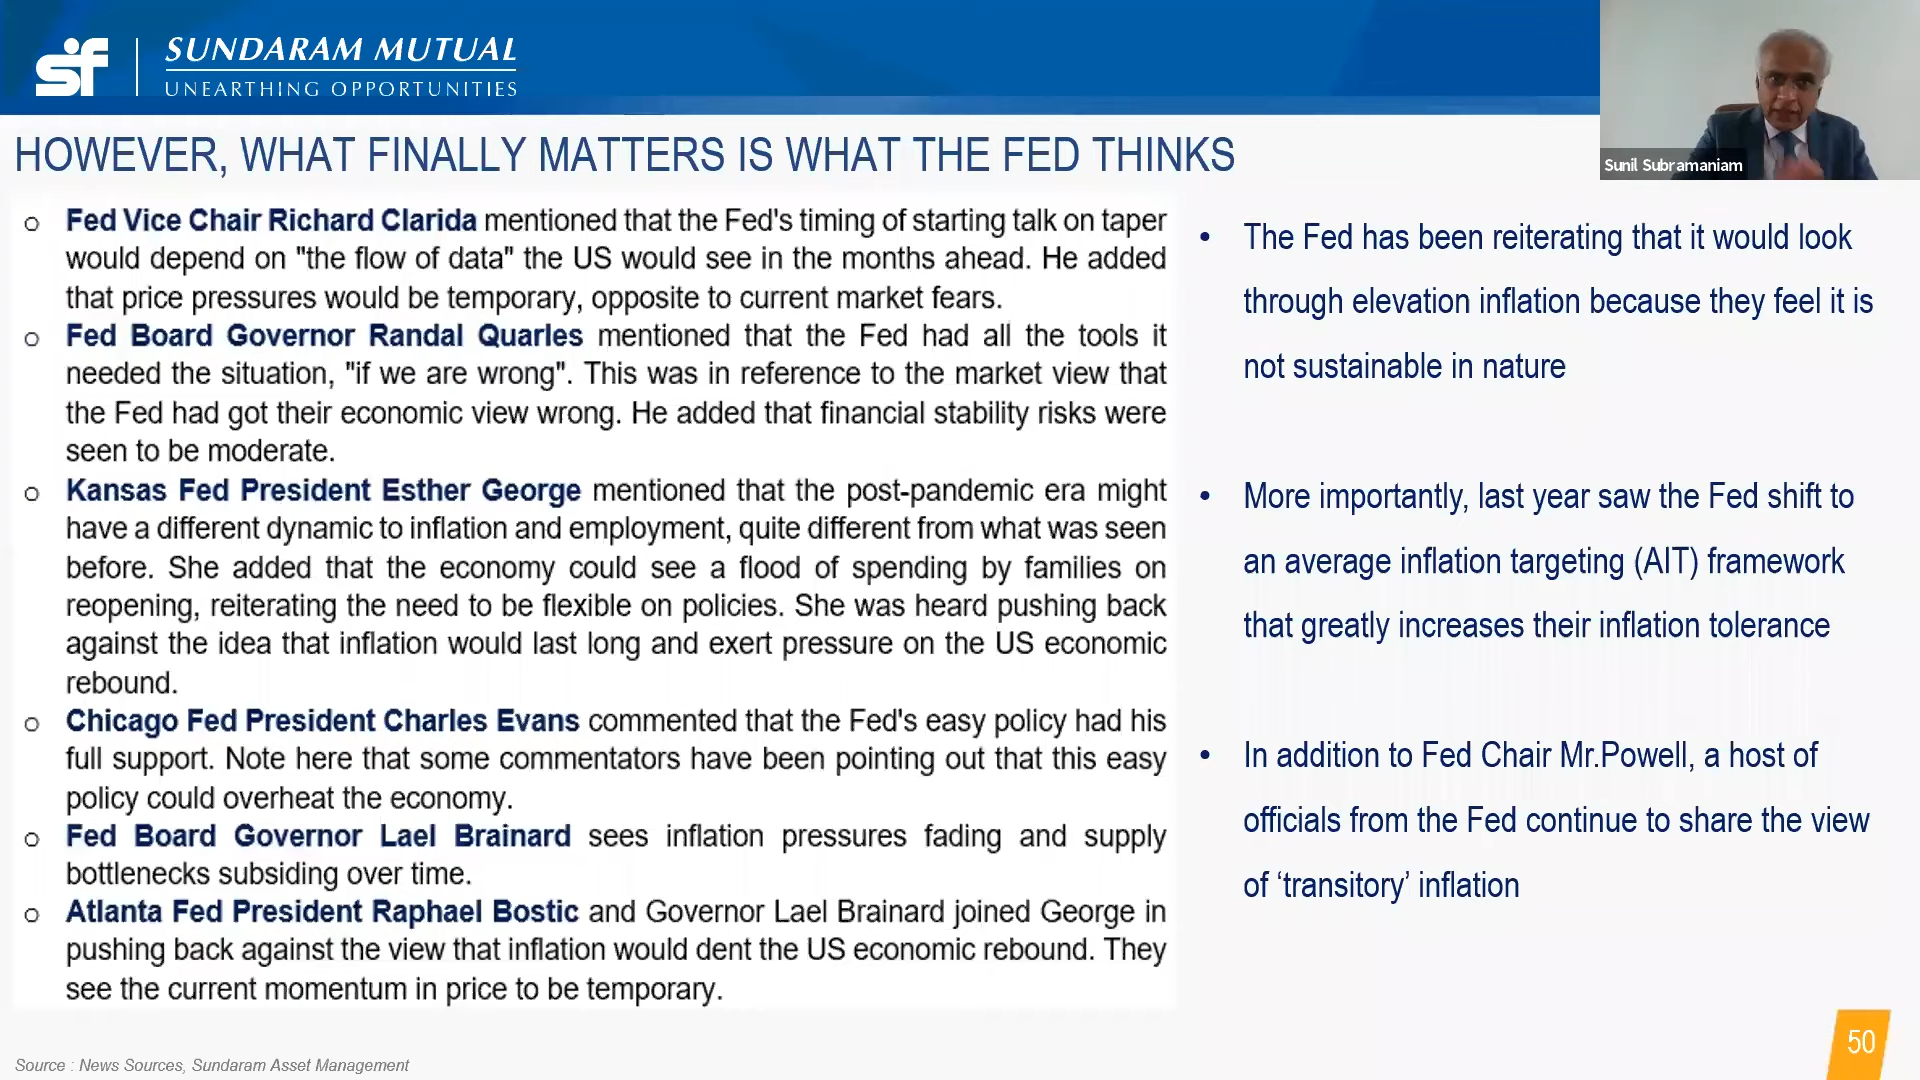 sf
SUNDARAM MUTUAL
UNEARTHING OPPORTUNITIES
Sunil Subramaniam
HOWEVER, WHAT FINALLY MATTERS IS WHAT THE FED THINKS
o Fed Vice Chair Richard Clarida mentioned that the Fed's timing of starting talk on taper
would depend on "the flow of data" the US would see in the months ahead. He added
that price pressures would be temporary, opposite to current market fears.
o Fed Board Governor Randal Quarles mentioned that the Fed had all the tools it
needed the situation, "if we are wrong". This was in reference to the market view that
the Fed had got their economic view wrong. He added that financial stability risks were
seen to be moderate.
o Kansas Fed President Esther George mentioned that the post-pandemic era might
have a different dynamic to inflation and employment, quite different from what was seen
before. She added that the economy could see a flood of spending by families on
reopening, reiterating the need to be flexible on policies. She was heard pushing back
against the idea that inflation would last long and exert pressure on the US economic
rebound.
o Chicago Fed President Charles Evans commented that the Fed's easy policy had his
full support. Note here that some commentators have been pointing out that this easy
policy could overheat the economy.
o Fed Board Governor Lael Brainard sees inflation pressures fading and supply
bottlenecks subsiding over time.
o Atlanta Fed President Raphael Bostic and Governor Lael Brainard joined George in
pushing back against the view that inflation would dent the US economic rebound. They
see the current momentum in price to be temporary.
• The Fed has been reiterating that it would look
through elevation inflation because they feel it is
not sustainable in nature
• More importantly, last year saw the Fed shift to
an average inflation targeting (AIT) framework
that greatly increases their inflation tolerance
• In addition to Fed Chair Mr.Powell, a host of
officials from the Fed continue to share the view
of ‘transitory’ inflation
Source : News Sources, Sundaram Asset Management
50